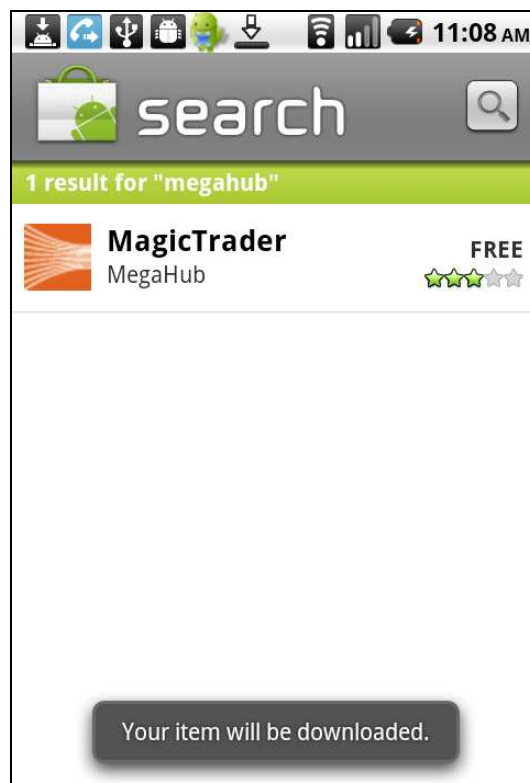 11:08 AM
search
1 result for "megahub"
MagicTrader
FREE
MegaHub
Your item will be downloaded.